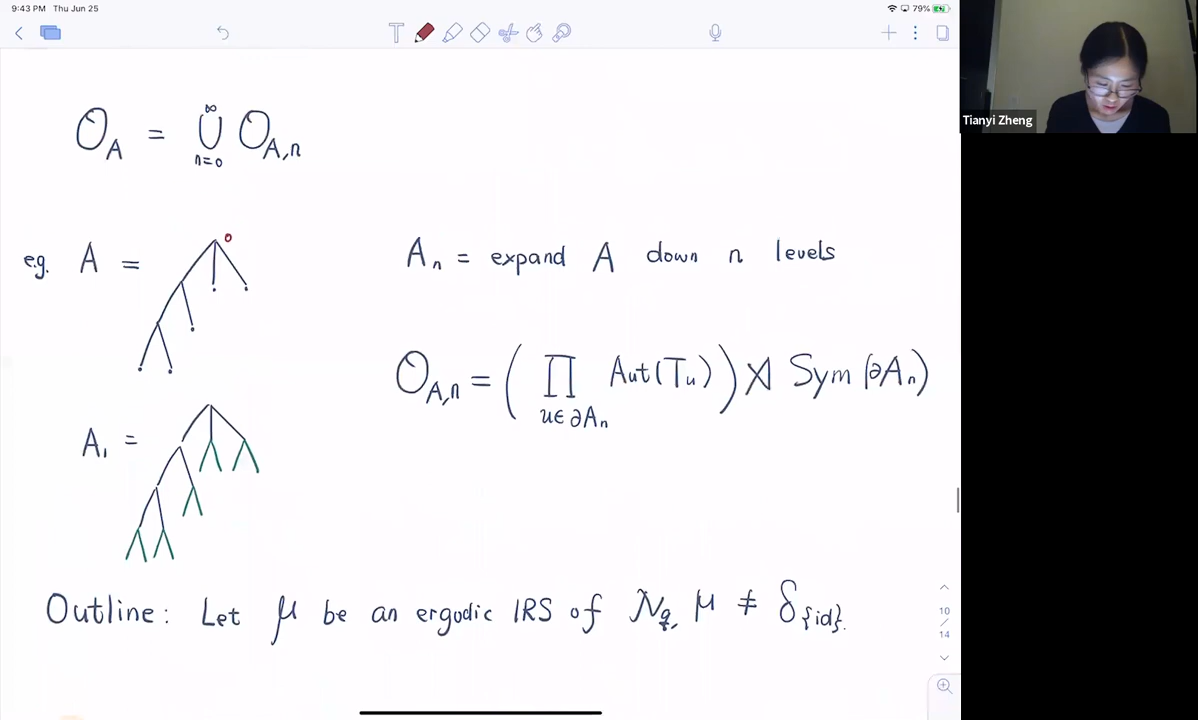 9:43 PM Thu Jun 25
79%
Tianyi Zheng
O_A = ∪_{n=0}^{∞} O_{A,n}
e.g. A =
o
A_n = expand A down n levels
O_{A,n} = ( ∏_{u∈∂A_n} Aut(T_u) ) ⋊ Sym(∂A_n)
A_1 =
Outline: Let μ be an ergodic IRS of N_q, μ ≠ δ_{{id}}.
10
/
14